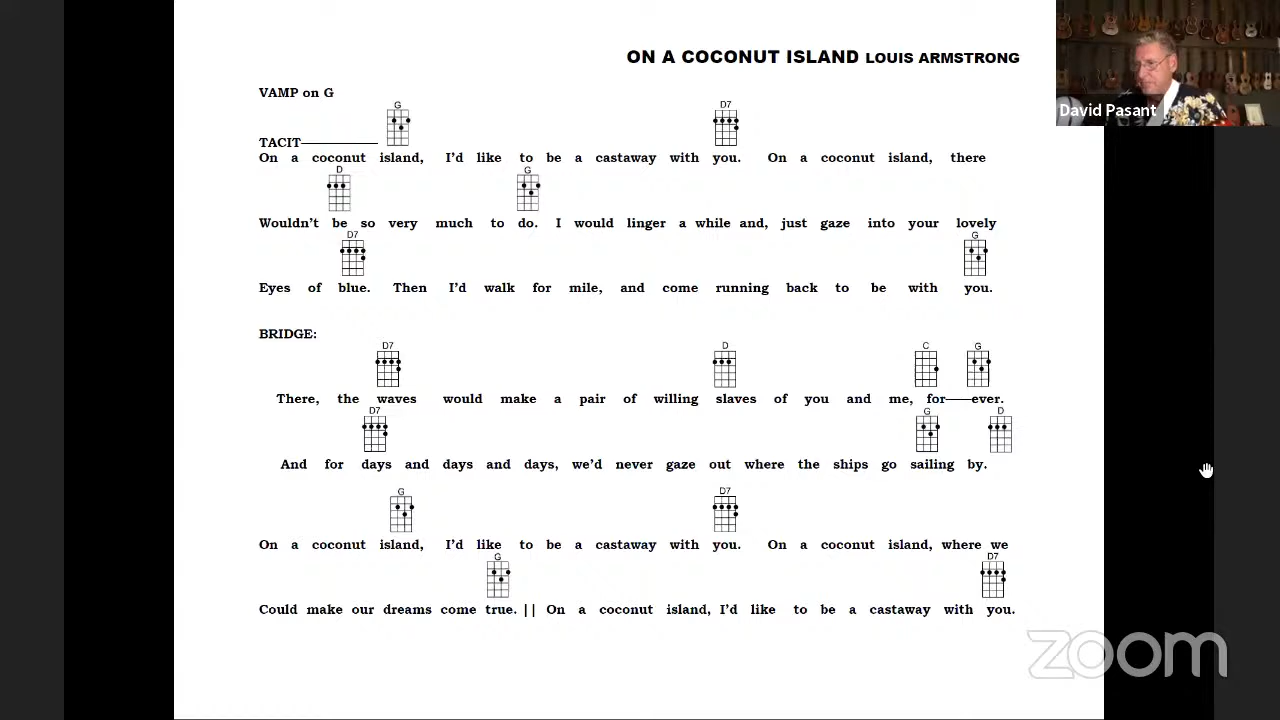 ON A COCONUT ISLAND LOUIS ARMSTRONG
David Pasant
VAMP on G
G D7
TACIT
On a coconut island, I'd like to be a castaway with you. On a coconut island, there
D G
Wouldn't be so very much to do. I would linger a while and, just gaze into your lovely
D7 G
Eyes of blue. Then I'd walk for mile, and come running back to be with you.
BRIDGE:
D7 D C G
There, the waves would make a pair of willing slaves of you and me, for——ever.
D7 G D
And for days and days and days, we'd never gaze out where the ships go sailing by.
G D7
On a coconut island, I'd like to be a castaway with you. On a coconut island, where we
G D7
Could make our dreams come true. || On a coconut island, I'd like to be a castaway with you.
zoom